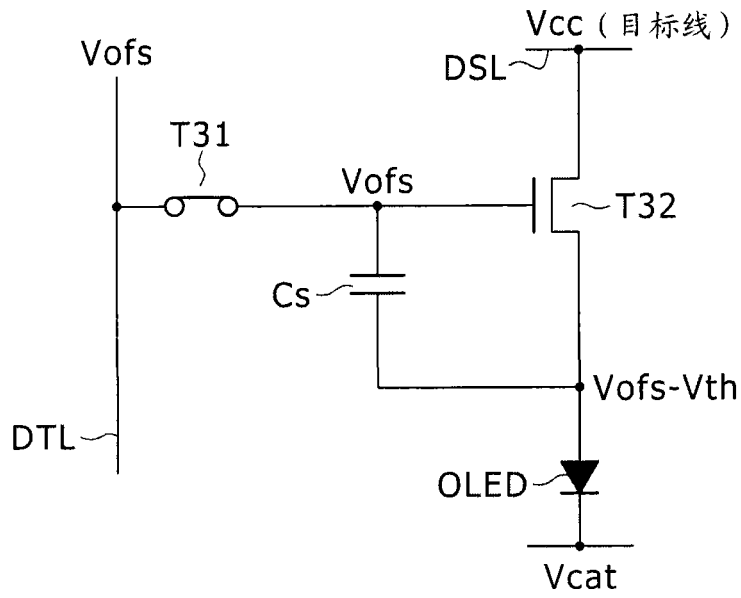 Vcc（目标线）
Vofs
DSL
T31
Vofs
T32
Cs
Vofs-Vth
DTL
OLED
Vcat